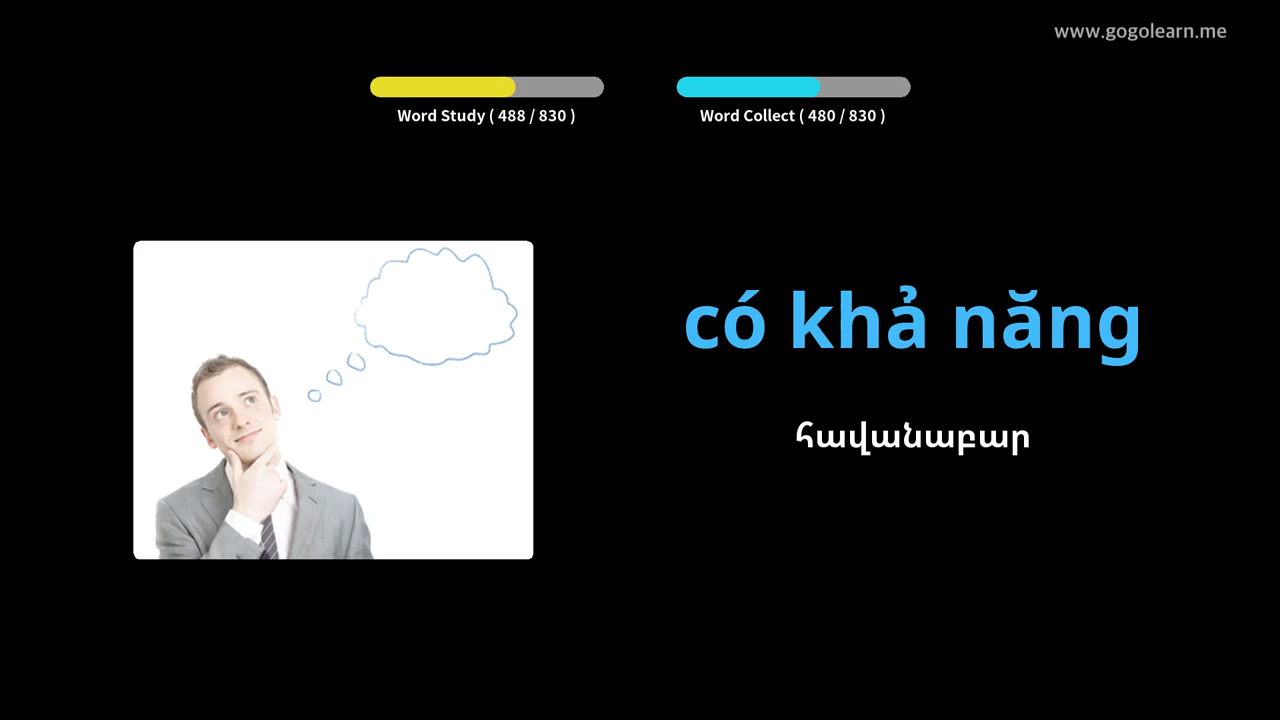 www.gogolearn.me
Word Study ( 488 / 830 )
Word Collect ( 480 / 830 )
có khả năng
հավանաբար